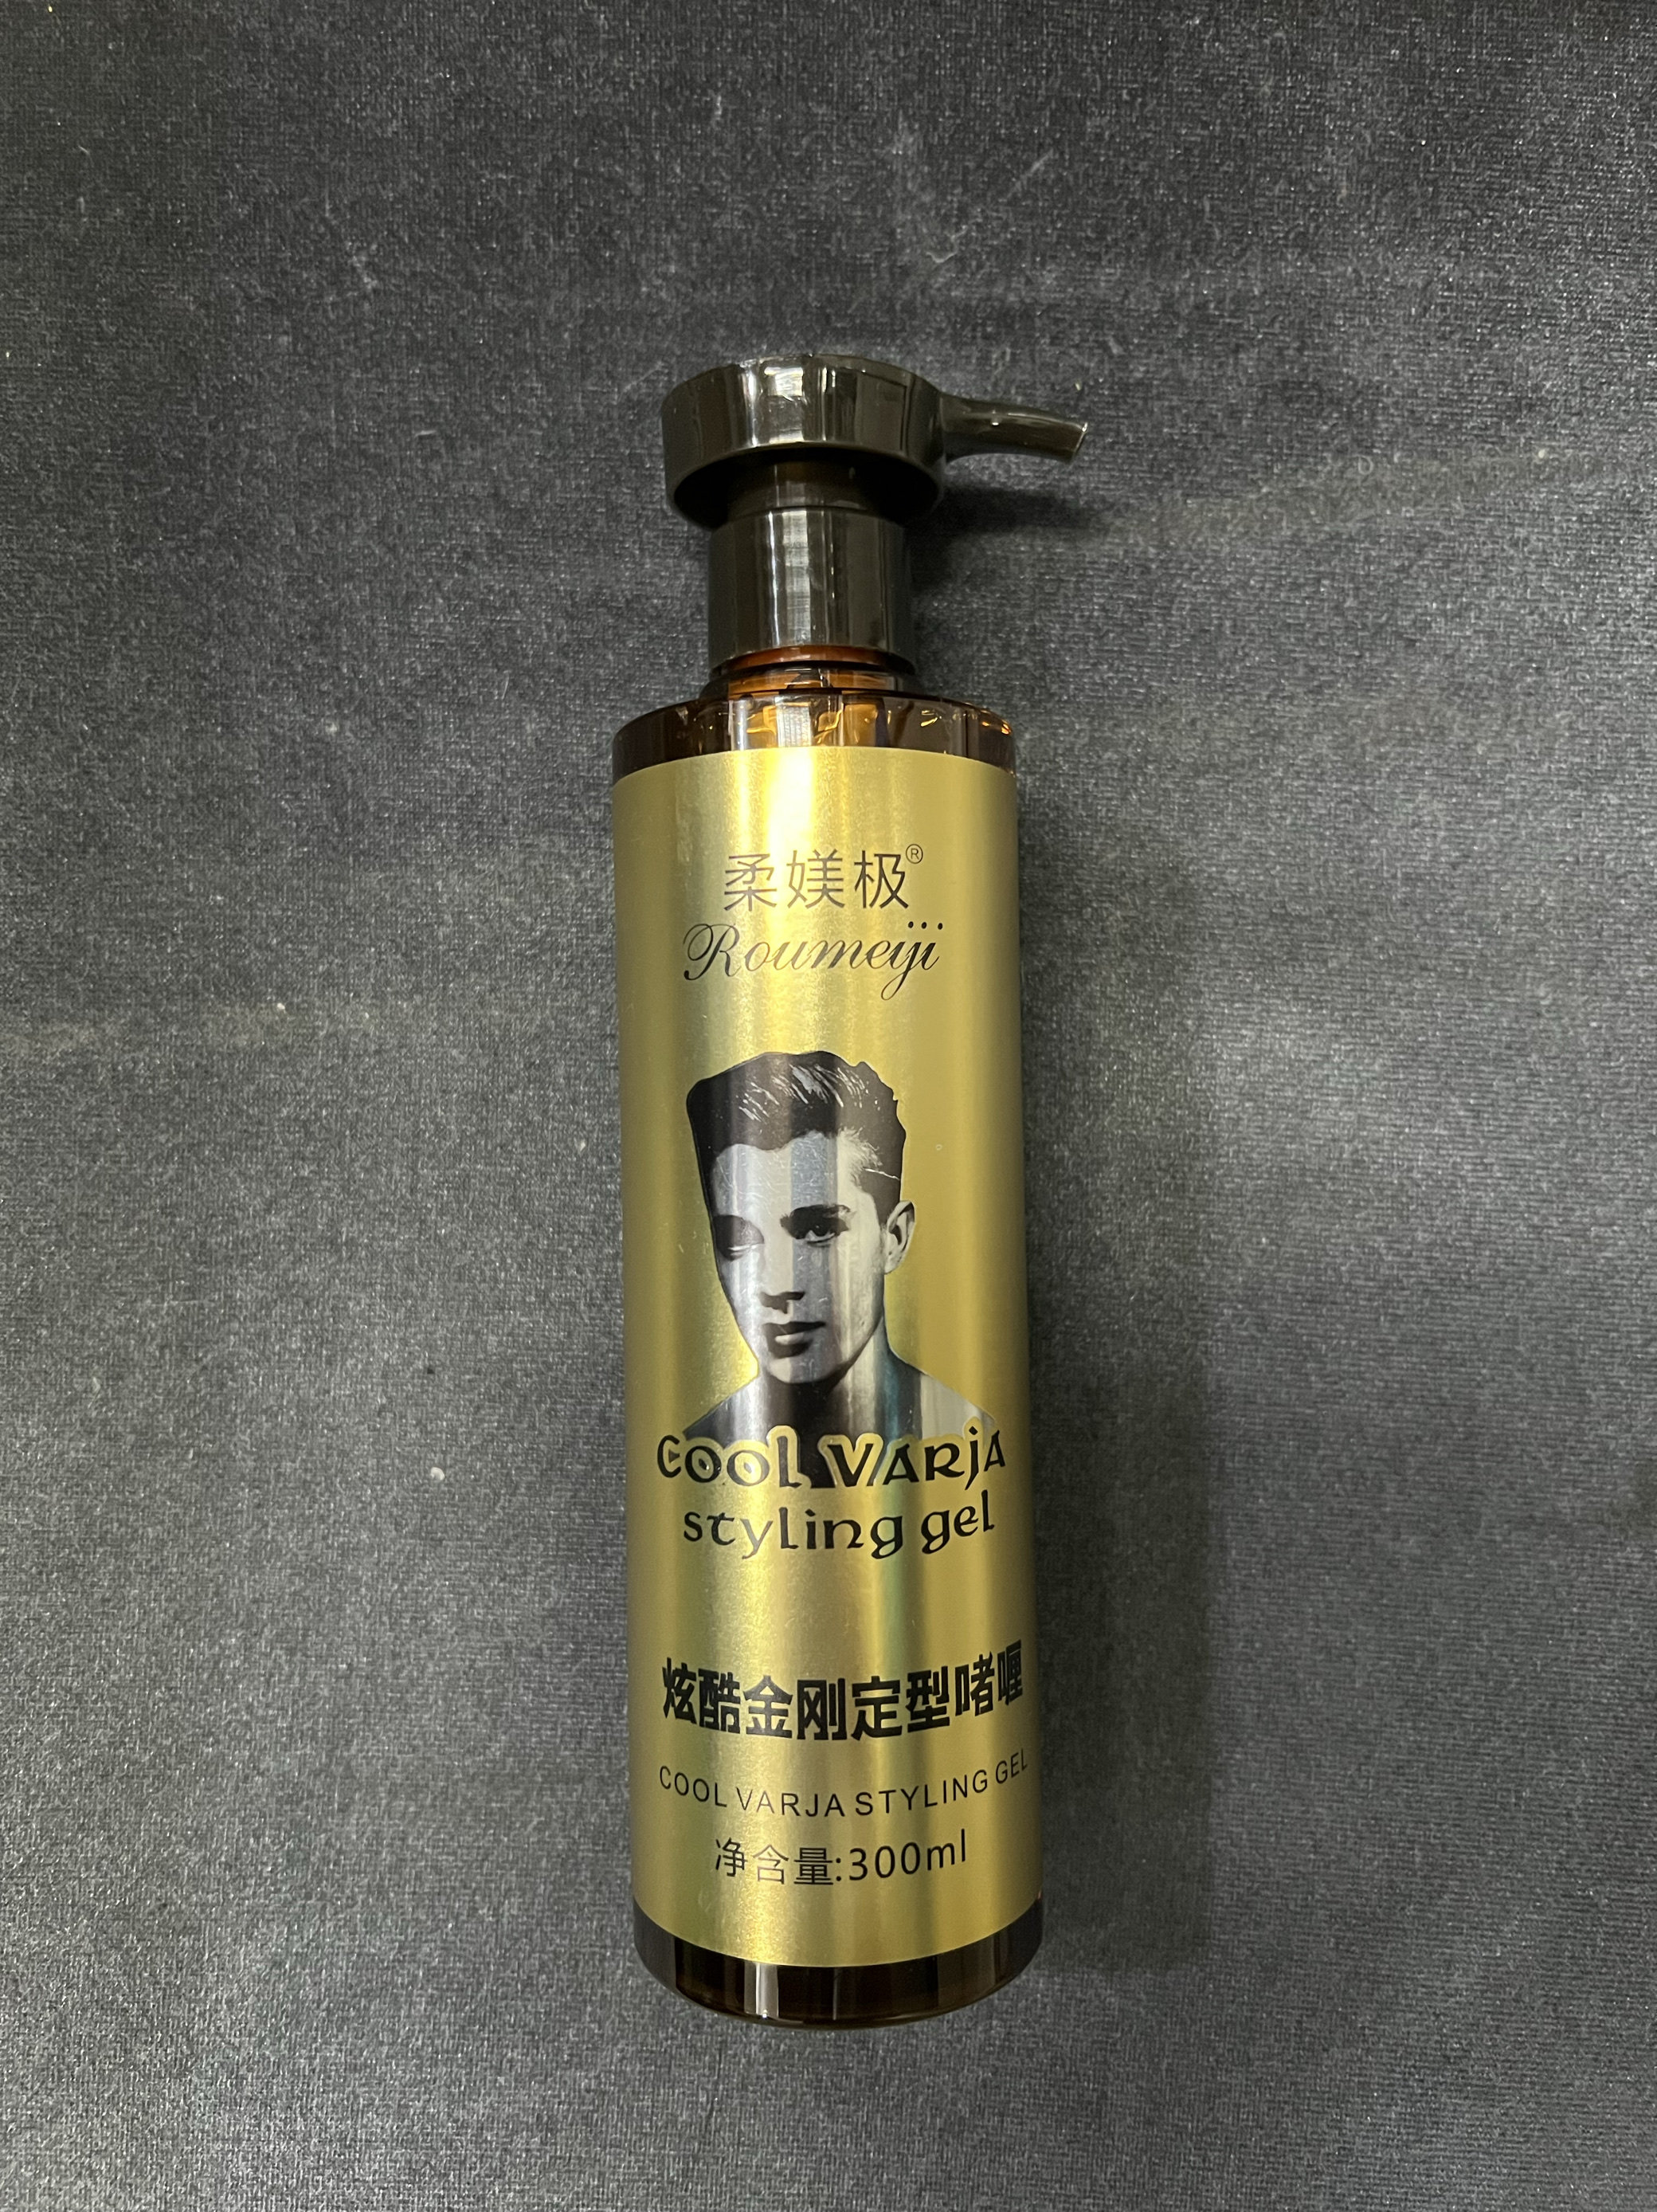 柔媄极®
Roumeiji
Cool Varja
styling gel
炫酷金刚定型啫喱
COOL VARJA STYLING GEL
净含量:300ml